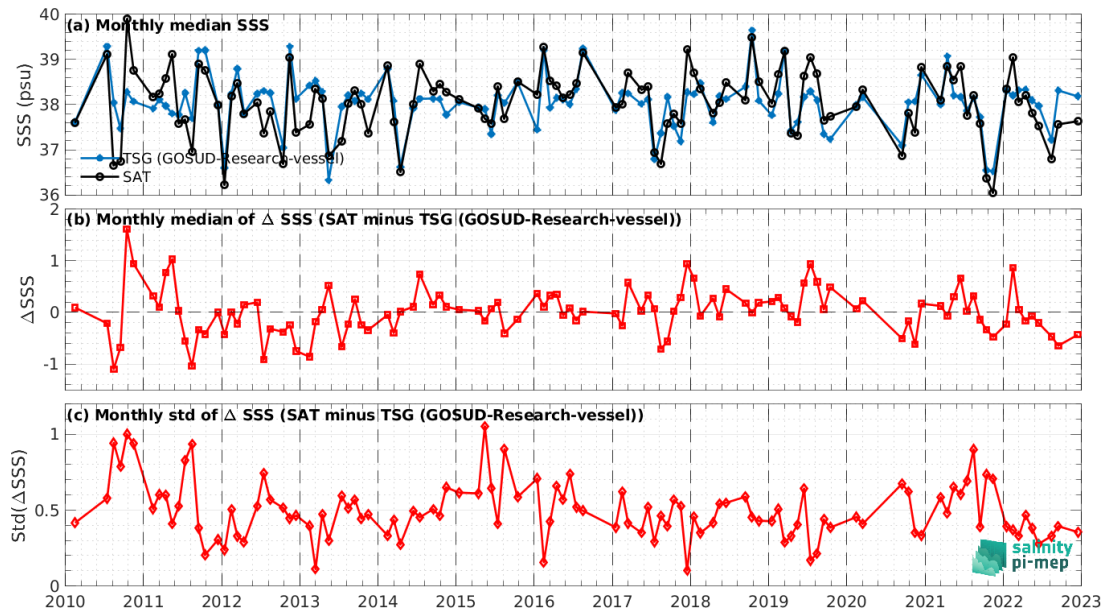 (a) Monthly median SSS
SSS (psu)
40
39
38
37
36
TSG (GOSUD-Research-vessel)
SAT
(b) Monthly median of Δ SSS (SAT minus TSG (GOSUD-Research-vessel))
ΔSSS
2
1
0
-1
(c) Monthly std of Δ SSS (SAT minus TSG (GOSUD-Research-vessel))
Std(ΔSSS)
1
0.5
0
salinity
pi-mep
2010 2011 2012 2013 2014 2015 2016 2017 2018 2019 2020 2021 2022 2023